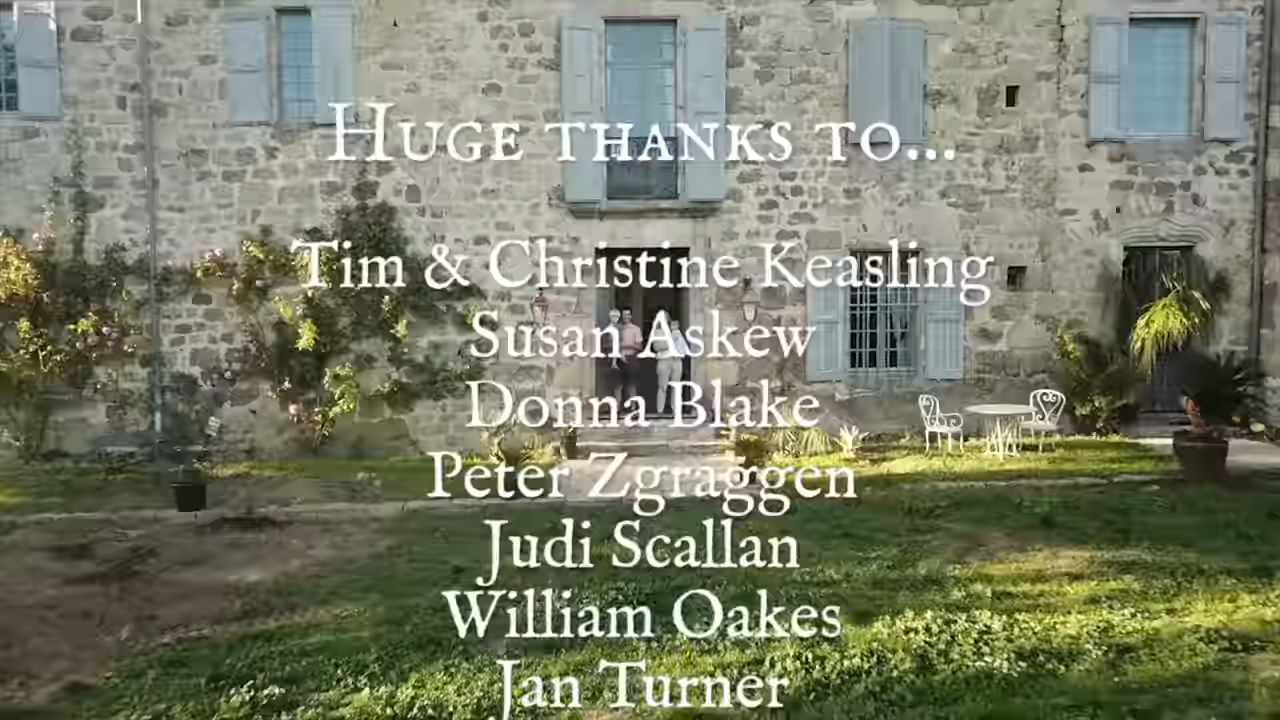 Huge thanks to...
Tim & Christine Keasling
Susan Askew
Donna Blake
Peter Zgraggen
Judi Scallan
William Oakes
Jan Turner